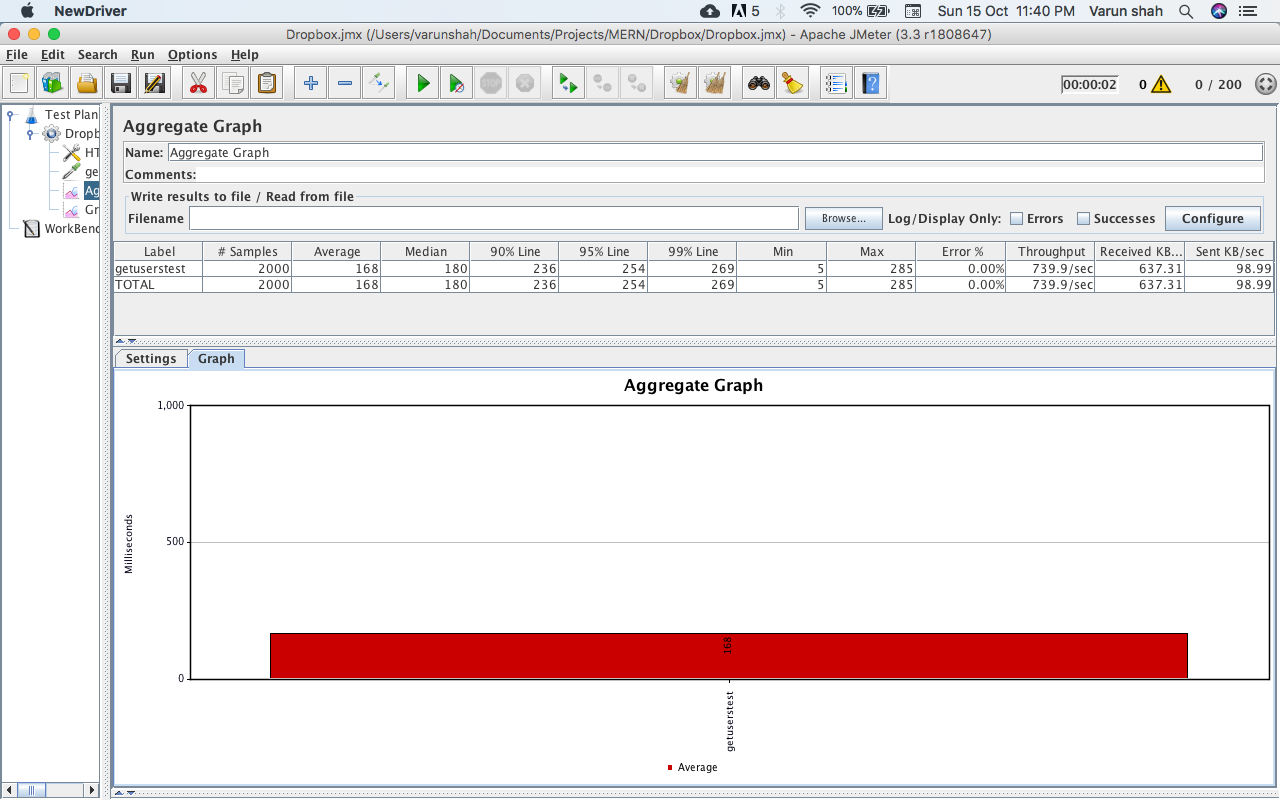 NewDriver 5 100% Sun 15 Oct 11:40 PM Varun shah
Dropbox.jmx (/Users/varunshah/Documents/Projects/MERN/Dropbox/Dropbox.jmx) - Apache JMeter (3.3 r1808647)
File Edit Search Run Options Help
00:00:02 0 0 / 200
Test Plan
Dropb
HT
ge
Ag
Gr
WorkBenc
Aggregate Graph
Name: Aggregate Graph
Comments:
Write results to file / Read from file
Filename Browse... Log/Display Only: Errors Successes Configure
Label # Samples Average Median 90% Line 95% Line 99% Line Min Max Error % Throughput Received KB... Sent KB/sec
getuserstest 2000 168 180 236 254 269 5 285 0.00% 739.9/sec 637.31 98.99
TOTAL 2000 168 180 236 254 269 5 285 0.00% 739.9/sec 637.31 98.99
Settings Graph
Aggregate Graph
1,000
500
0
Milliseconds
168
getuserstest
Average